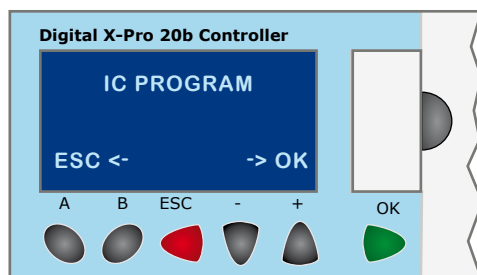 Digital X-Pro 20b Controller
IC PROGRAM
ESC <- -> OK
A B ESC - + OK